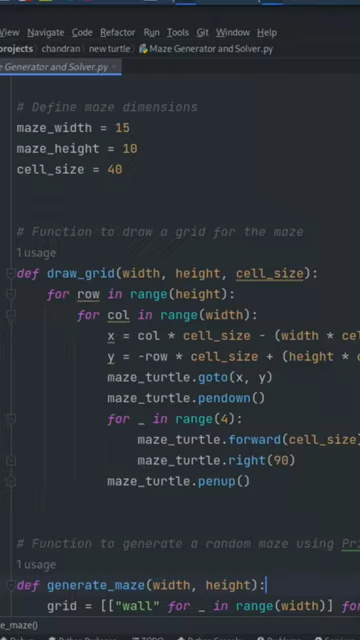 View Navigate Code Refactor Run Tools Git Window Help
projects chandran new turtle Maze Generator and Solver.py
Generator and Solver.py
# Define maze dimensions
maze_width = 15
maze_height = 10
cell_size = 40
# Function to draw a grid for the maze
1 usage
def draw_grid(width, height, cell_size):
for row in range(height):
for col in range(width):
x = col * cell_size - (width * cel
y = -row * cell_size + (height * c
maze_turtle.goto(x, y)
maze_turtle.pendown()
for _ in range(4):
maze_turtle.forward(cell_size)
maze_turtle.right(90)
maze_turtle.penup()
# Function to generate a random maze using Pri
1 usage
def generate_maze(width, height):
grid = [["wall" for _ in range(width)] for
e_maze()